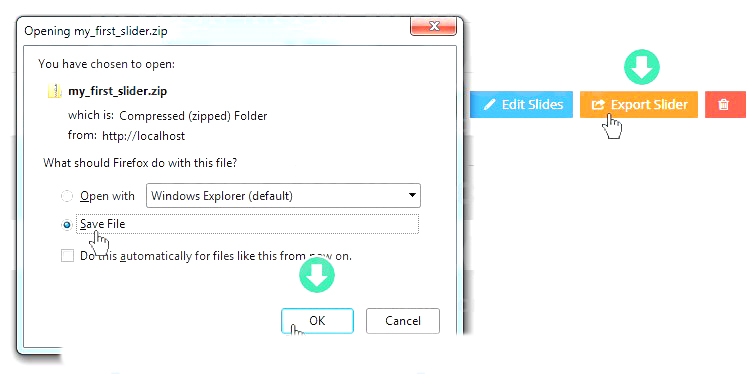 Opening my_first_slider.zip
You have chosen to open:
my_first_slider.zip
which is: Compressed (zipped) Folder
from: http://localhost
What should Firefox do with this file?
Open with Windows Explorer (default)
Save File
Do this automatically for files like this from now on.
OK Cancel
Edit Slides Export Slider